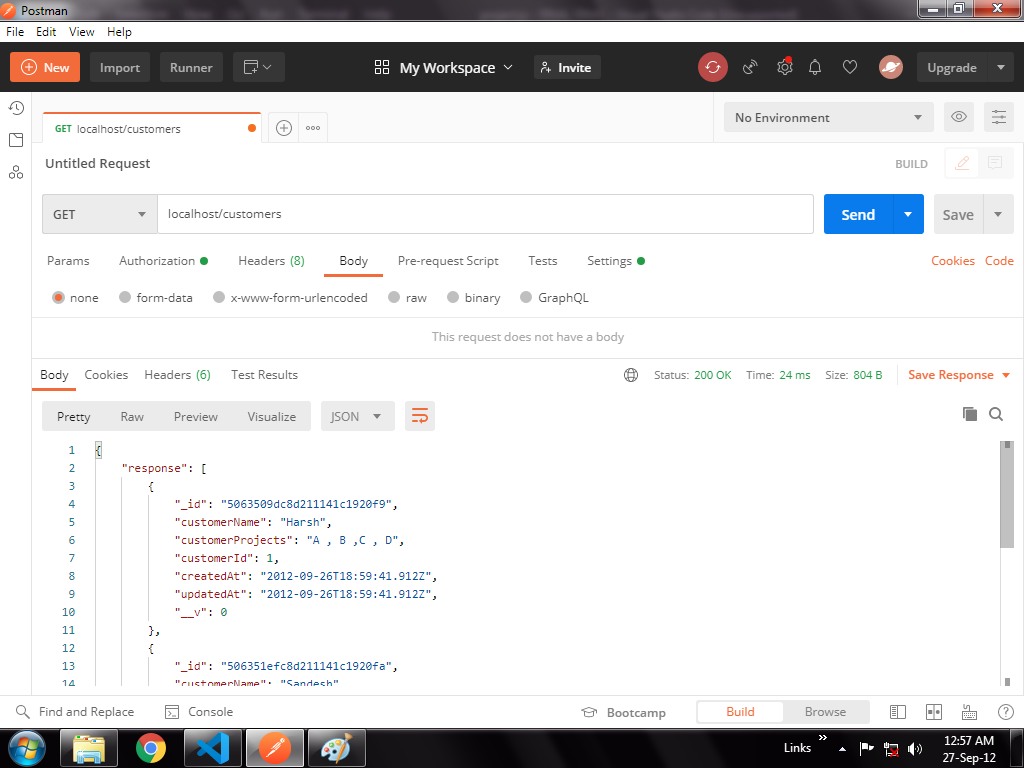 Postman
File Edit View Help
New Import Runner My Workspace Invite Upgrade
GET localhost/customers No Environment
Untitled Request BUILD
GET localhost/customers Send Save
Params Authorization Headers (8) Body Pre-request Script Tests Settings Cookies Code
none form-data x-www-form-urlencoded raw binary GraphQL
This request does not have a body
Body Cookies Headers (6) Test Results Status: 200 OK Time: 24 ms Size: 804 B Save Response
Pretty Raw Preview Visualize JSON
1 {
2 "response": [
3 {
4 "_id": "5063509dc8d211141c1920f9",
5 "customerName": "Harsh",
6 "customerProjects": "A , B ,C , D",
7 "customerId": 1,
8 "createdAt": "2012-09-26T18:59:41.912Z",
9 "updatedAt": "2012-09-26T18:59:41.912Z",
10 "__v": 0
11 },
12 {
13 "_id": "506351efc8d211141c1920fa",
14 "customerName": "Sandesh"
Find and Replace Console Bootcamp Build Browse
Links 12:57 AM
27-Sep-12